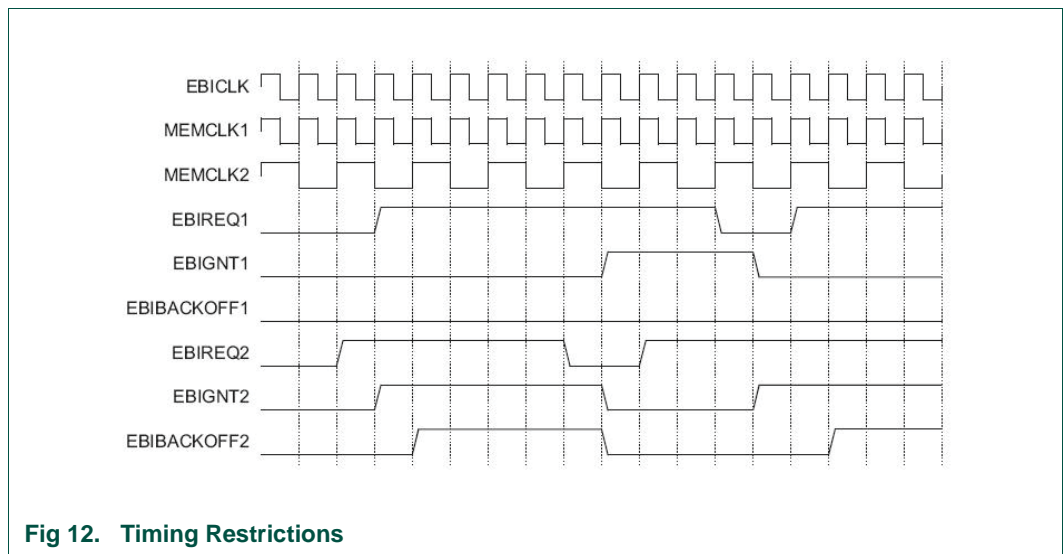 EBICLK
MEMCLK1
MEMCLK2
EBIREQ1
EBIGNT1
EBIBACKOFF1
EBIREQ2
EBIGNT2
EBIBACKOFF2
Fig 12. Timing Restrictions